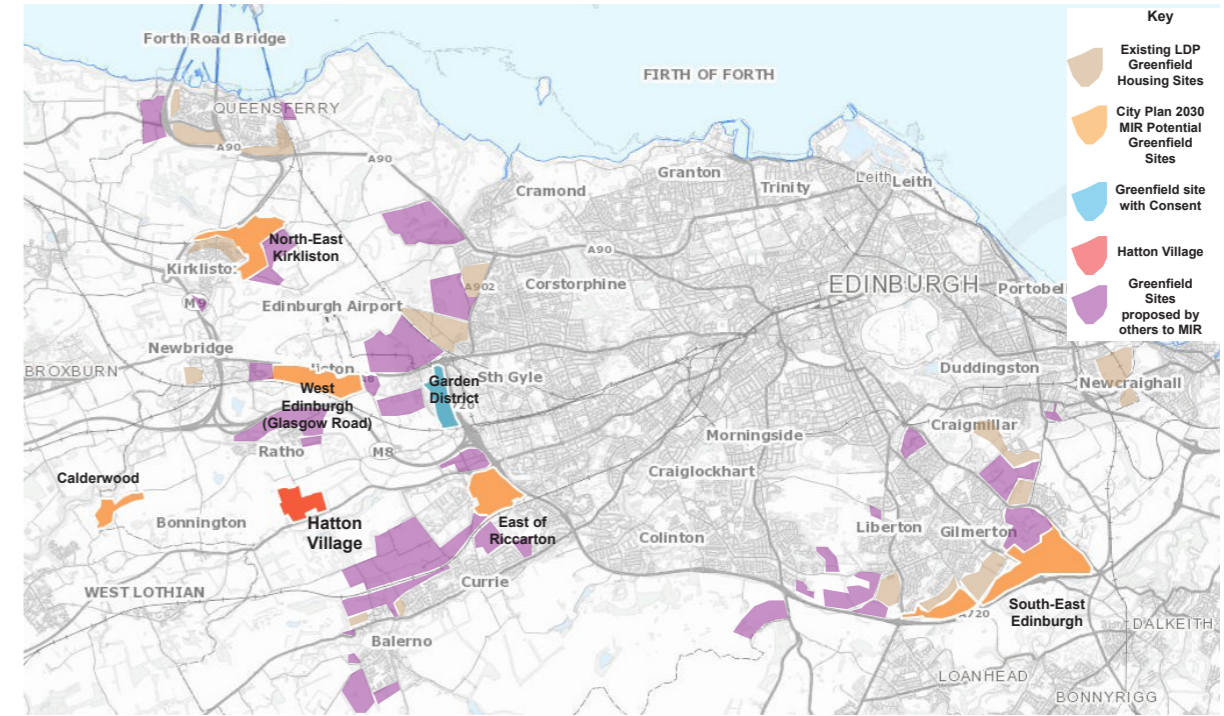 Forth Road Bridge
FIRTH OF FORTH
QUEENSFERRY
A90
A90
Cramond
Granton
Trinity
Leith
Leith
North-East
Kirkliston
Kirklisto
A90
A902
Corstorphine
EDINBURGH
Portobel
M9
Edinburgh Airport
Newbridge
BROXBURN
Sth Gyle
Garden
District
West
Edinburgh
(Glasgow Road)
Duddingston
Newcraighall
Craigmillar
Ratho
M8
Morningside
Craiglockhart
Calderwood
Bonnington
Hatton
Village
East of
Riccarton
Colinton
Liberton
Gilmerton
Currie
WEST LOTHIAN
Balerno
A720
South-East
Edinburgh
DALKEITH
LOANHEAD
BONNYRIGG
Key
Existing LDP
Greenfield
Housing Sites
City Plan 2030
MIR Potential
Greenfield
Sites
Greenfield site
with Consent
Hatton Village
Greenfield
Sites
proposed by
others to MIR